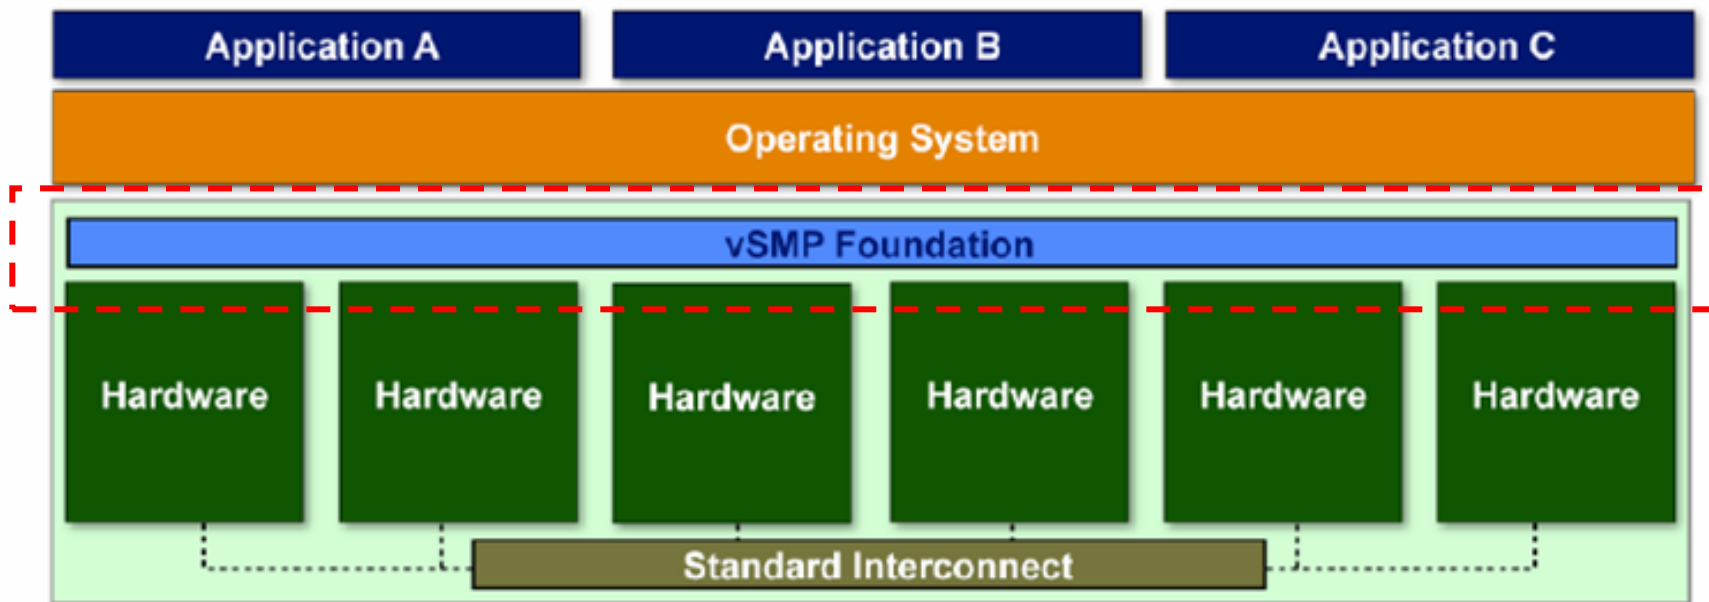 Application A
Application B
Application C
Operating System
vSMP Foundation
Hardware
Hardware
Hardware
Hardware
Hardware
Hardware
Standard Interconnect